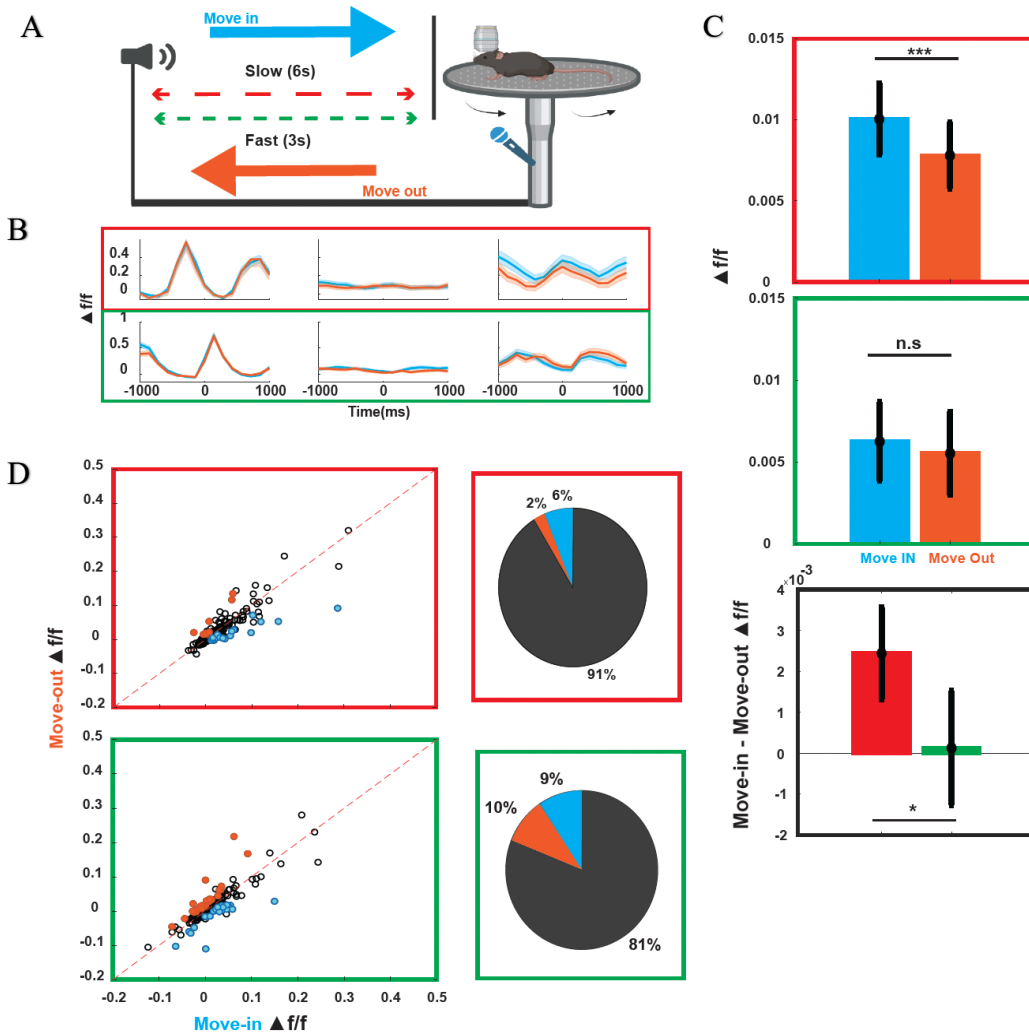 A
Move in
Slow (6s)
Fast (3s)
Move out
B
▲f/f
0.4
0.2
0
1
0.5
0
-1000 0 1000
-1000 0 1000
-1000 0 1000
Time(ms)
C
▲f/f
0.015
***
0.01
0.005
0
0.015
n.s
0.01
0.005
0
Move IN Move Out
×10⁻³
Move-in - Move-out ▲f/f
4
3
2
1
0
*
-2
D
Move-out ▲f/f
0.5
0.4
0.3
0.2
0.1
0
-0.1
-0.2
2% 6%
91%
0.5
0.4
0.3
0.2
0.1
0
-0.1
-0.2
-0.2 -0.1 0 0.1 0.2 0.3 0.4 0.5
Move-in ▲f/f
9%
10%
81%